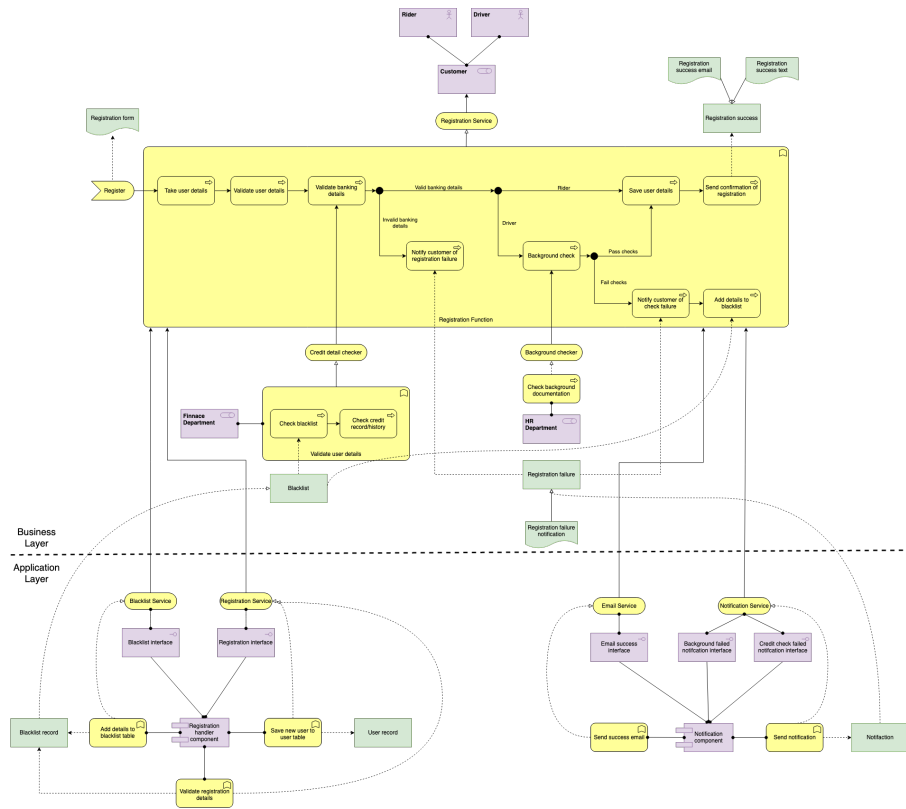 Rider
Driver
Customer
Registration
success email
Registration
success text
Registration form
Registration Service
Registration success
Register
Take user details
Validate user details
Validate banking
details
Valid banking details
Rider
Save user details
Send confirmation of
registration
Invalid banking
details
Driver
Notify customer of
registration failure
Background check
Pass checks
Fail checks
Notify customer of
check failure
Add details to
blacklist
Registration Function
Credit detail checker
Background checker
Check background
documentation
Finnace
Department
Check blacklist
Check credit
record/history
HR
Department
Validate user details
Blacklist
Registration failure
Registration failure
notification
Business
Layer
Application
Layer
Blacklist Service
Registration Service
Email Service
Notification Service
Blacklist interface
Registration interface
Email success
interface
Background failed
notifcation interface
Credit check failed
notifcation interface
Blacklist record
Add details to
blacklist table
Registration
handler
component
Save new user to
user table
User record
Send success email
Notification
component
Send notification
Notifaction
Validate registration
details